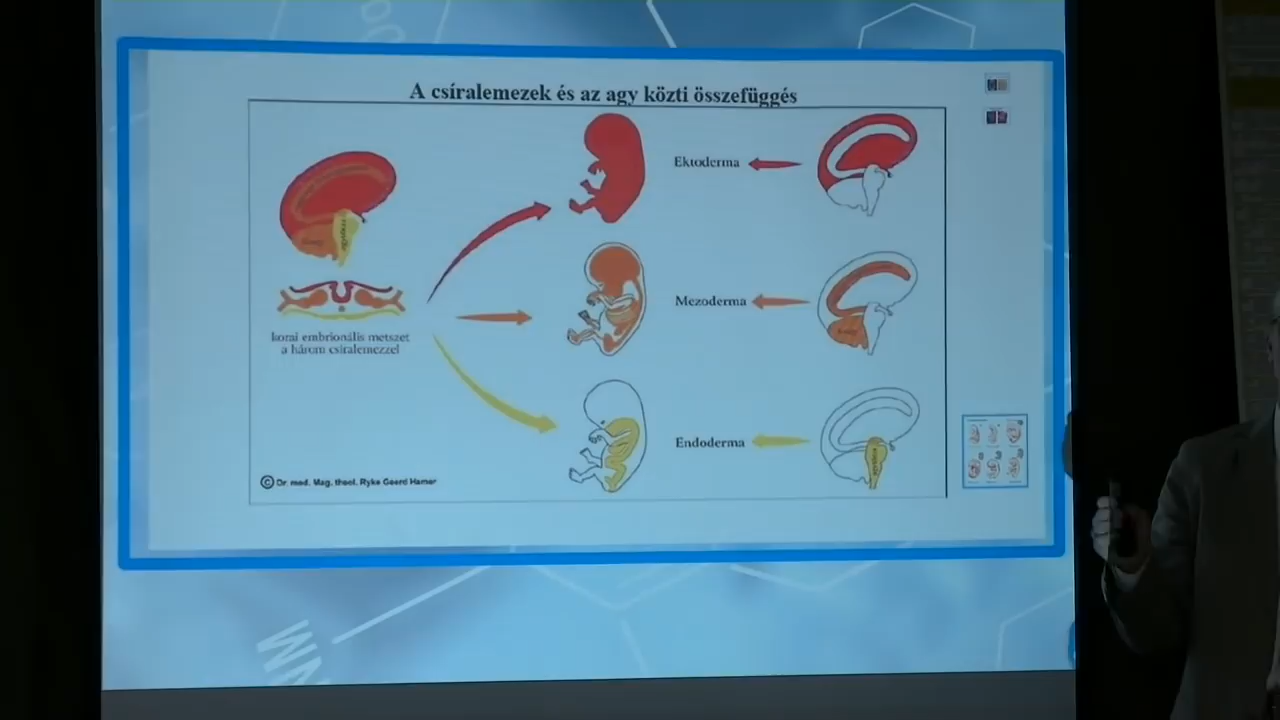 A csíralemezek és az agy közti összefüggés
Ektoderma
Mezoderma
korai embrionális metszet
a három csíralemezzel
Endoderma
© Dr. med. Mag. theol. Ryke Geerd Hamer